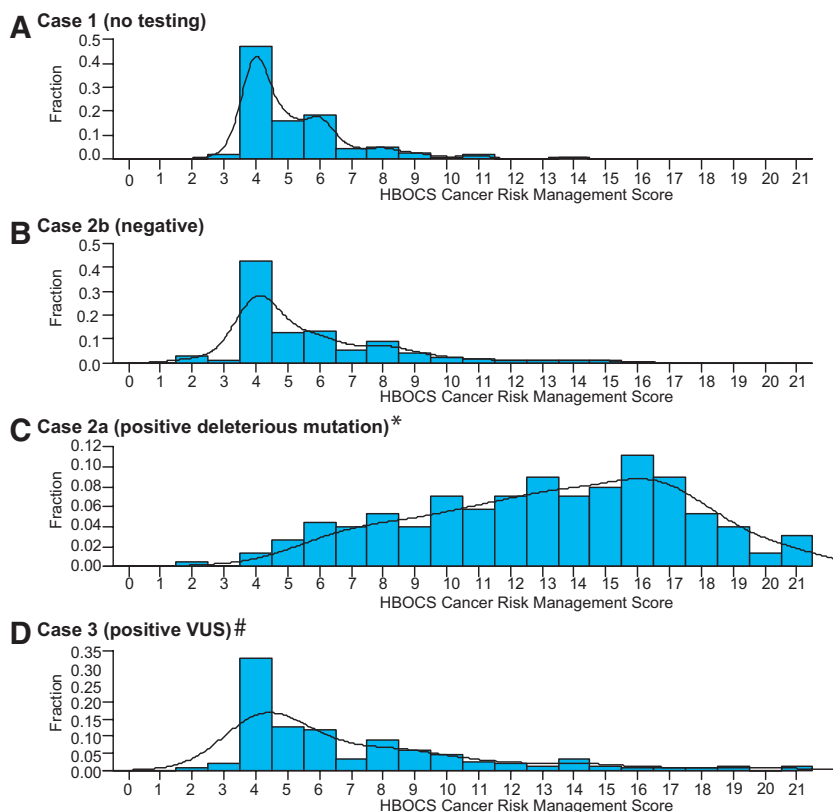 A Case 1 (no testing)
Fraction
0.5
0.4
0.3
0.2
0.1
0.0
0 1 2 3 4 5 6 7 8 9 10 11 12 13 14 15 16 17 18 19 20 21
HBOCS Cancer Risk Management Score
B Case 2b (negative)
Fraction
0.5
0.4
0.3
0.2
0.1
0.0
0 1 2 3 4 5 6 7 8 9 10 11 12 13 14 15 16 17 18 19 20 21
HBOCS Cancer Risk Management Score
C Case 2a (positive deleterious mutation)*
Fraction
0.12
0.10
0.08
0.06
0.04
0.02
0.00
0 1 2 3 4 5 6 7 8 9 10 11 12 13 14 15 16 17 18 19 20 21
HBOCS Cancer Risk Management Score
D Case 3 (positive VUS)#
Fraction
0.35
0.30
0.25
0.20
0.15
0.10
0.05
0.00
0 1 2 3 4 5 6 7 8 9 10 11 12 13 14 15 16 17 18 19 20 21
HBOCS Cancer Risk Management Score